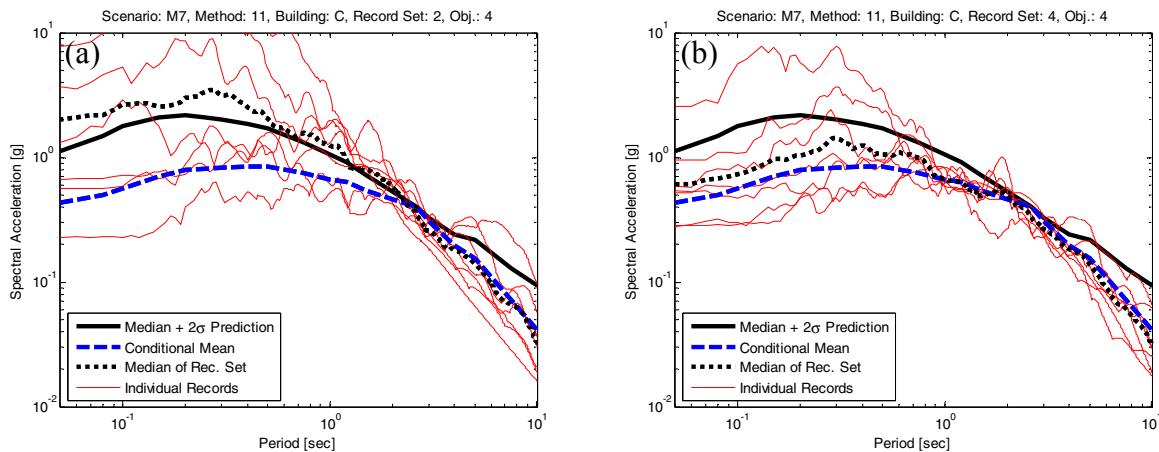 Scenario: M7, Method: 11, Building: C, Record Set: 2, Obj.: 4
(a)
10^1
10^0
10^-1
10^-2
Spectral Acceleration [g]
Median + 2σ Prediction
Conditional Mean
Median of Rec. Set
Individual Records
10^-1
10^0
10^1
Period [sec]
Scenario: M7, Method: 11, Building: C, Record Set: 4, Obj.: 4
(b)
10^1
10^0
10^-1
10^-2
Spectral Acceleration [g]
Median + 2σ Prediction
Conditional Mean
Median of Rec. Set
Individual Records
10^-1
10^0
10^1
Period [sec]